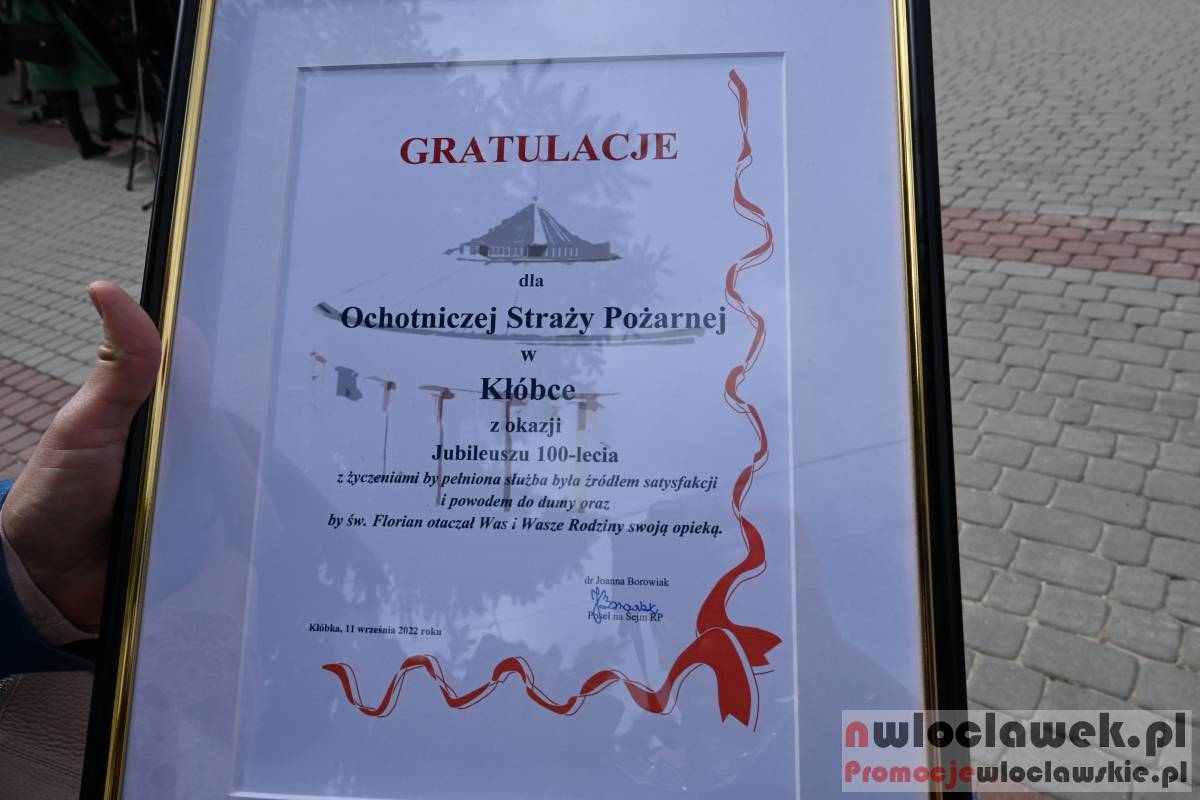 GRATULACJE
dla
Ochotniczej Straży Pożarnej
w
Kłóbce
z okazji
Jubileuszu 100-lecia
z życzeniami by pełniona służba była źródłem satysfakcji
i powodem do dumy oraz
by św. Florian otaczał Was i Wasze Rodziny swoją opieką.
dr Joanna Borowiak
Poseł na Sejm RP
Kłóbka, 11 września 2022 roku
nwloclawek.pl
Promocjewloclawskie.pl